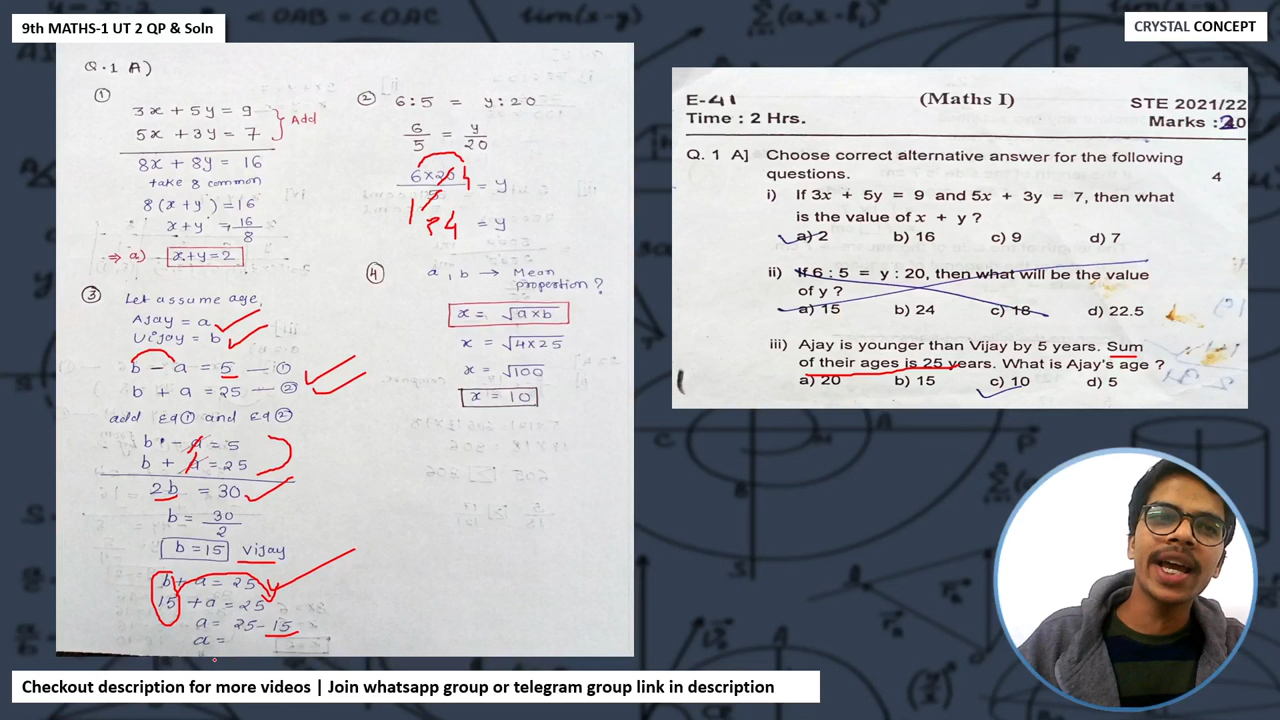 9th MATHS-1 UT 2 QP & Soln
CRYSTAL CONCEPT
Q.1 A)
①
3x + 5y = 9
5x + 3y = 7
Add
8x + 8y = 16
take 8 common
8(x + y) = 16
x+y = 16/8
⇒ a) x+y=2
② 6:5 = y:20
6/5 = y/20
6×20/5 = y
4
1
24 = y
③ Let assume age,
Ajay = a
Vijay = b
b - a = 5 — ①
b + a = 25 — ②
add Eq① and Eq②
b - a = 5
b + a = 25
2b = 30
b = 30/2
b = 15 Vijay
b + a = 25
15 + a = 25
a = 25-15
a =
④ a, b → Mean
propestion?
x = √a×b
x = √4×25
x = √100
x = 10
E-41 (Maths I) STE 2021/22
Time : 2 Hrs. Marks : 20
Q. 1 A] Choose correct alternative answer for the following
questions. 4
i) If 3x + 5y = 9 and 5x + 3y = 7, then what
is the value of x + y ?
a) 2 b) 16 c) 9 d) 7
ii) If 6 : 5 = y : 20, then what will be the value
of y ?
a) 15 b) 24 c) 18 d) 22.5
iii) Ajay is younger than Vijay by 5 years. Sum
of their ages is 25 years. What is Ajay's age ?
a) 20 b) 15 c) 10 d) 5
Checkout description for more videos | Join whatsapp group or telegram group link in description